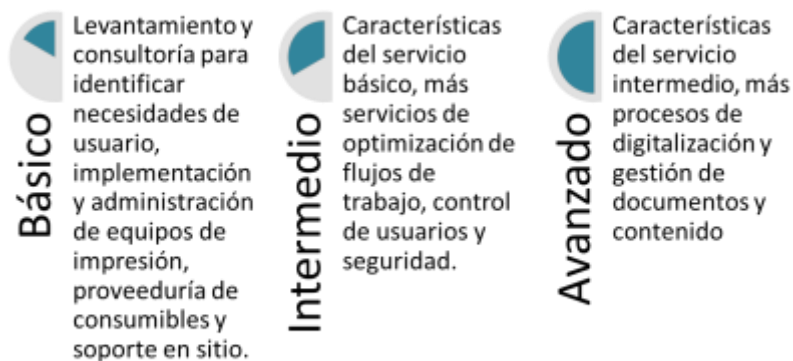 Básico
Levantamiento y
consultoría para
identificar
necesidades de
usuario,
implementación
y administración
de equipos de
impresión,
proveeduría de
consumibles y
soporte en sitio.
Intermedio
Características
del servicio
básico, más
servicios de
optimización de
flujos de
trabajo, control
de usuarios y
seguridad.
Avanzado
Características
del servicio
intermedio, más
procesos de
digitalización y
gestión de
documentos y
contenido